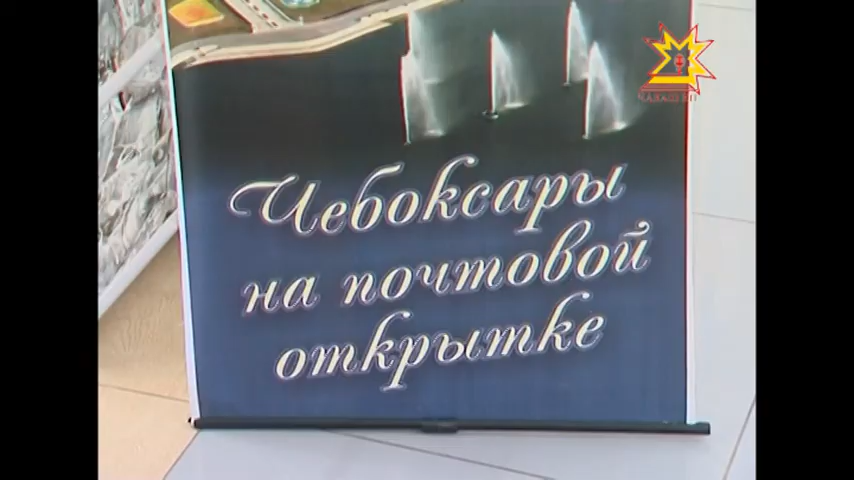 Чебоксары
на почтовой
открытке